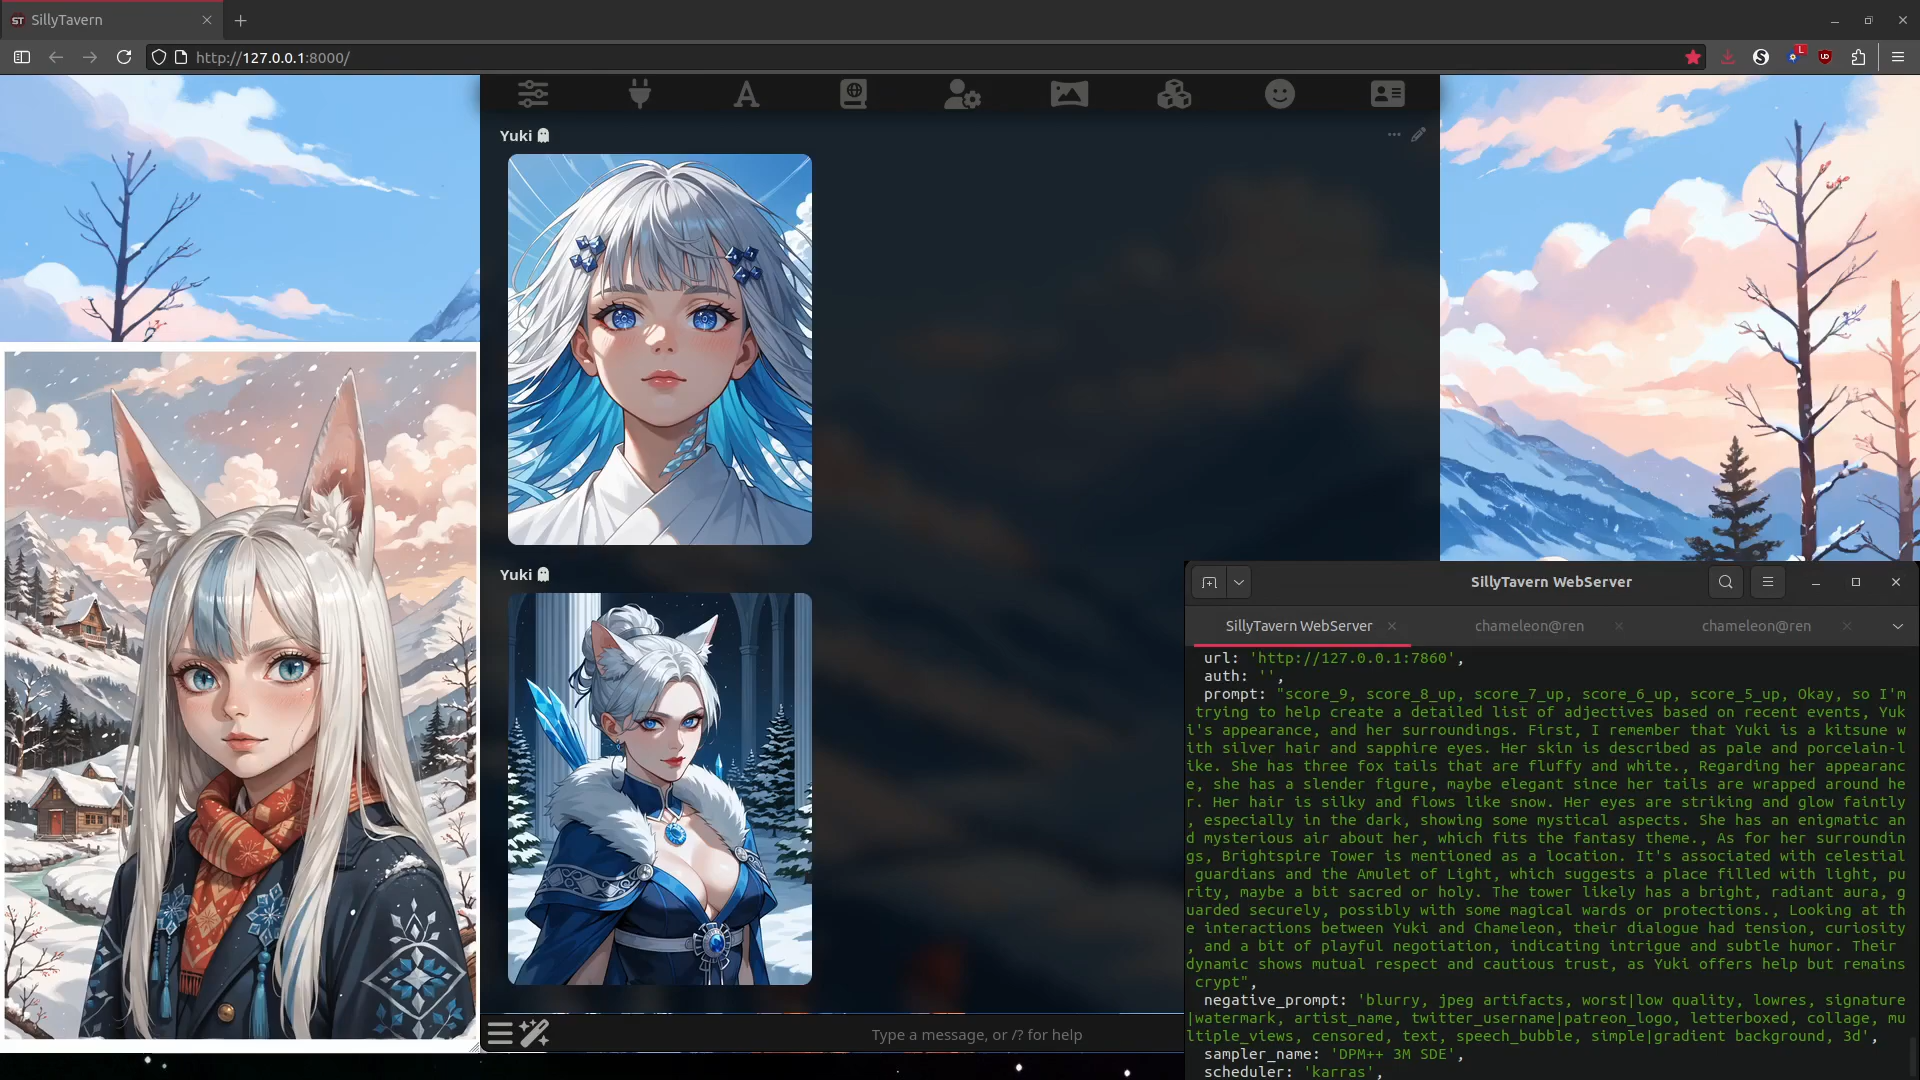 SillyTavern
http://127.0.0.1:8000/
L
Yuki
Yuki
Type a message, or /? for help
SillyTavern WebServer
SillyTavern WebServer
chameleon@ren
chameleon@ren
url: 'http://127.0.0.1:7860',
auth: '',
prompt: "score_9, score_8_up, score_7_up, score_6_up, score_5_up, Okay, so I'm
trying to help create a detailed list of adjectives based on recent events, Yuk
i's appearance, and her surroundings. First, I remember that Yuki is a kitsune w
ith silver hair and sapphire eyes. Her skin is described as pale and porcelain-l
ike. She has three fox tails that are fluffy and white., Regarding her appearanc
e, she has a slender figure, maybe elegant since her tails are wrapped around he
r. Her hair is silky and flows like snow. Her eyes are striking and glow faintly
, especially in the dark, showing some mystical aspects. She has an enigmatic an
d mysterious air about her, which fits the fantasy theme., As for her surroundin
gs, Brightspire Tower is mentioned as a location. It's associated with celestial
guardians and the Amulet of Light, which suggests a place filled with light, pu
rity, maybe a bit sacred or holy. The tower likely has a bright, radiant aura, g
uarded securely, possibly with some magical wards or protections., Looking at th
e interactions between Yuki and Chameleon, their dialogue had tension, curiosity
, and a bit of playful negotiation, indicating intrigue and subtle humor. Their
dynamic shows mutual respect and cautious trust, as Yuki offers help but remains
crypt",
negative_prompt: 'blurry, jpeg artifacts, worst|low quality, lowres, signature
|watermark, artist_name, twitter_username|patreon_logo, letterboxed, collage, mu
ltiple_views, censored, text, speech_bubble, simple|gradient background, 3d',
sampler_name: 'DPM++ 3M SDE',
scheduler: 'karras',